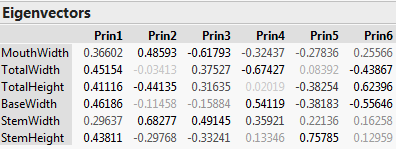 Eigenvectors
Prin1 Prin2 Prin3 Prin4 Prin5 Prin6
MouthWidth 0.36602 0.48593 -0.61793 -0.32437 -0.27836 0.25566
TotalWidth 0.45154 -0.03413 0.37527 -0.67427 0.08392 -0.43867
TotalHeight 0.41116 -0.44135 0.31635 0.02019 -0.38254 0.62396
BaseWidth 0.46186 -0.11458 -0.15884 0.54119 -0.38183 -0.55646
StemWidth 0.29637 0.68277 0.49145 0.35921 0.22136 0.16258
StemHeight 0.43811 -0.29768 -0.33241 0.13346 0.75785 0.12959